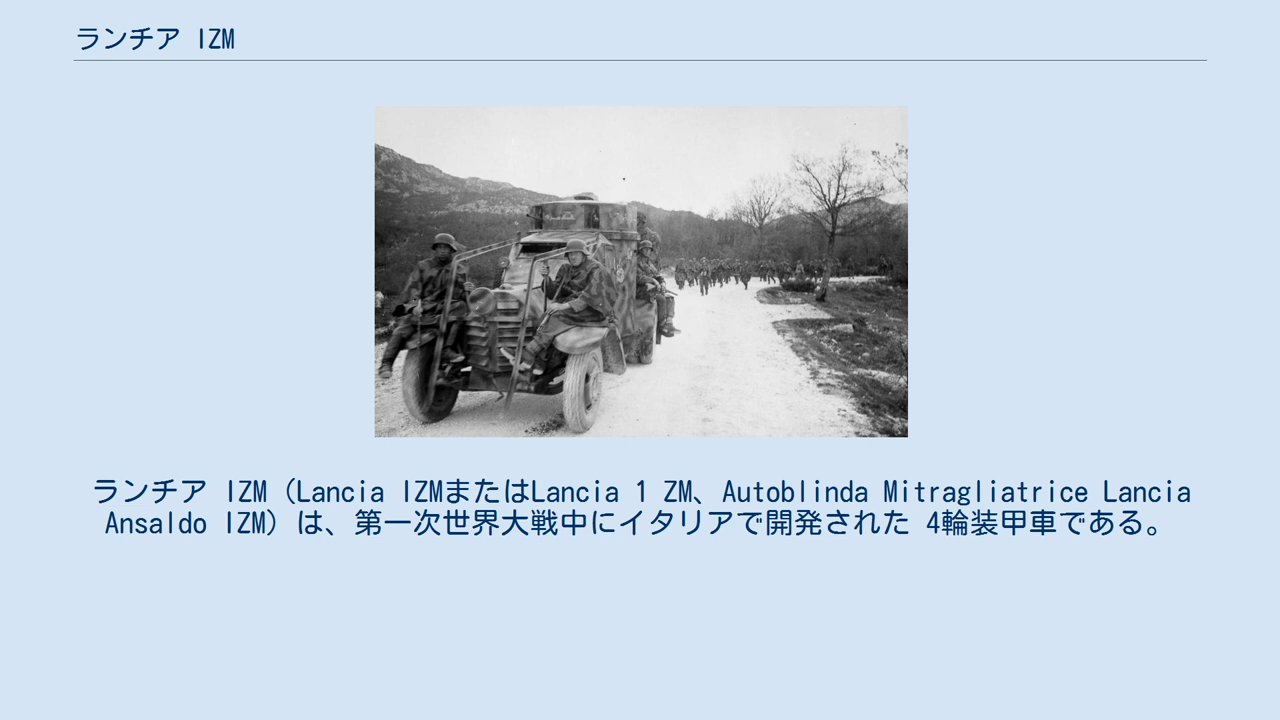 ランチア IZM
ランチア IZM（Lancia IZMまたはLancia 1 ZM、Autoblinda Mitragliatrice Lancia
Ansaldo IZM）は、第一次世界大戦中にイタリアで開発された 4輪装甲車である。